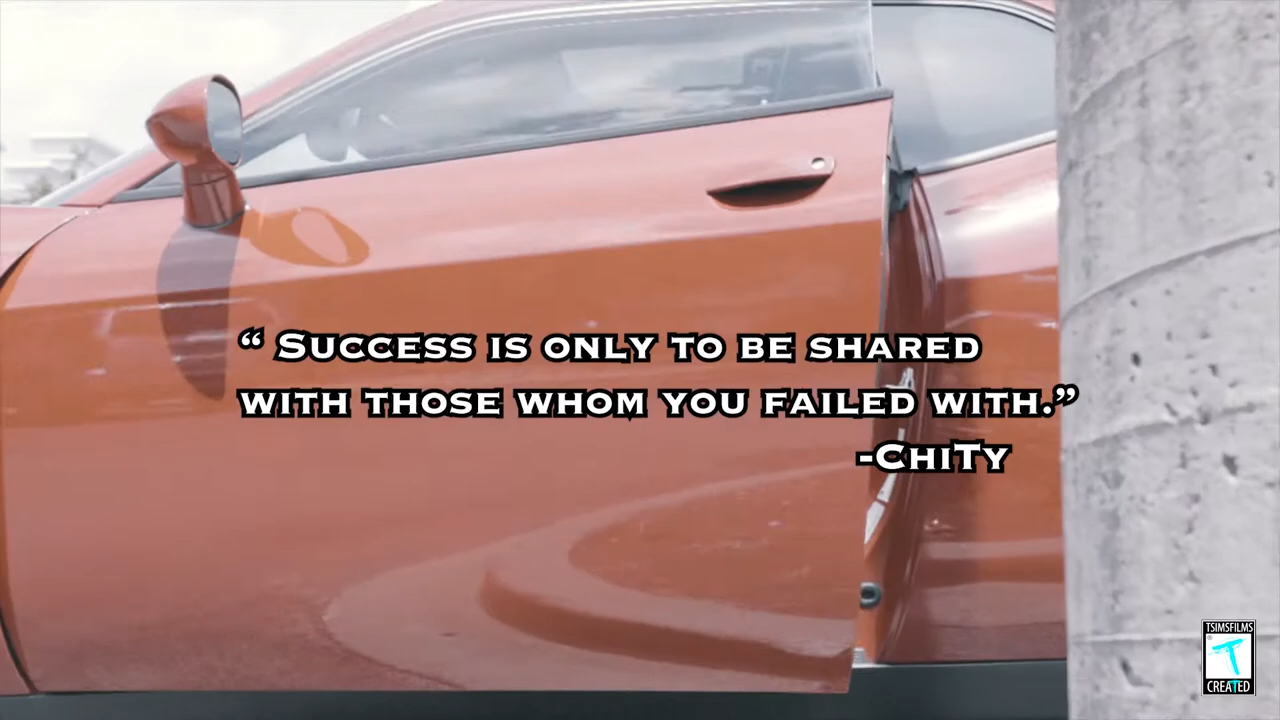 “ Success is only to be shared
with those whom you failed with.”
-ChiTy
TSIMSFILMS
®
T
CREATED